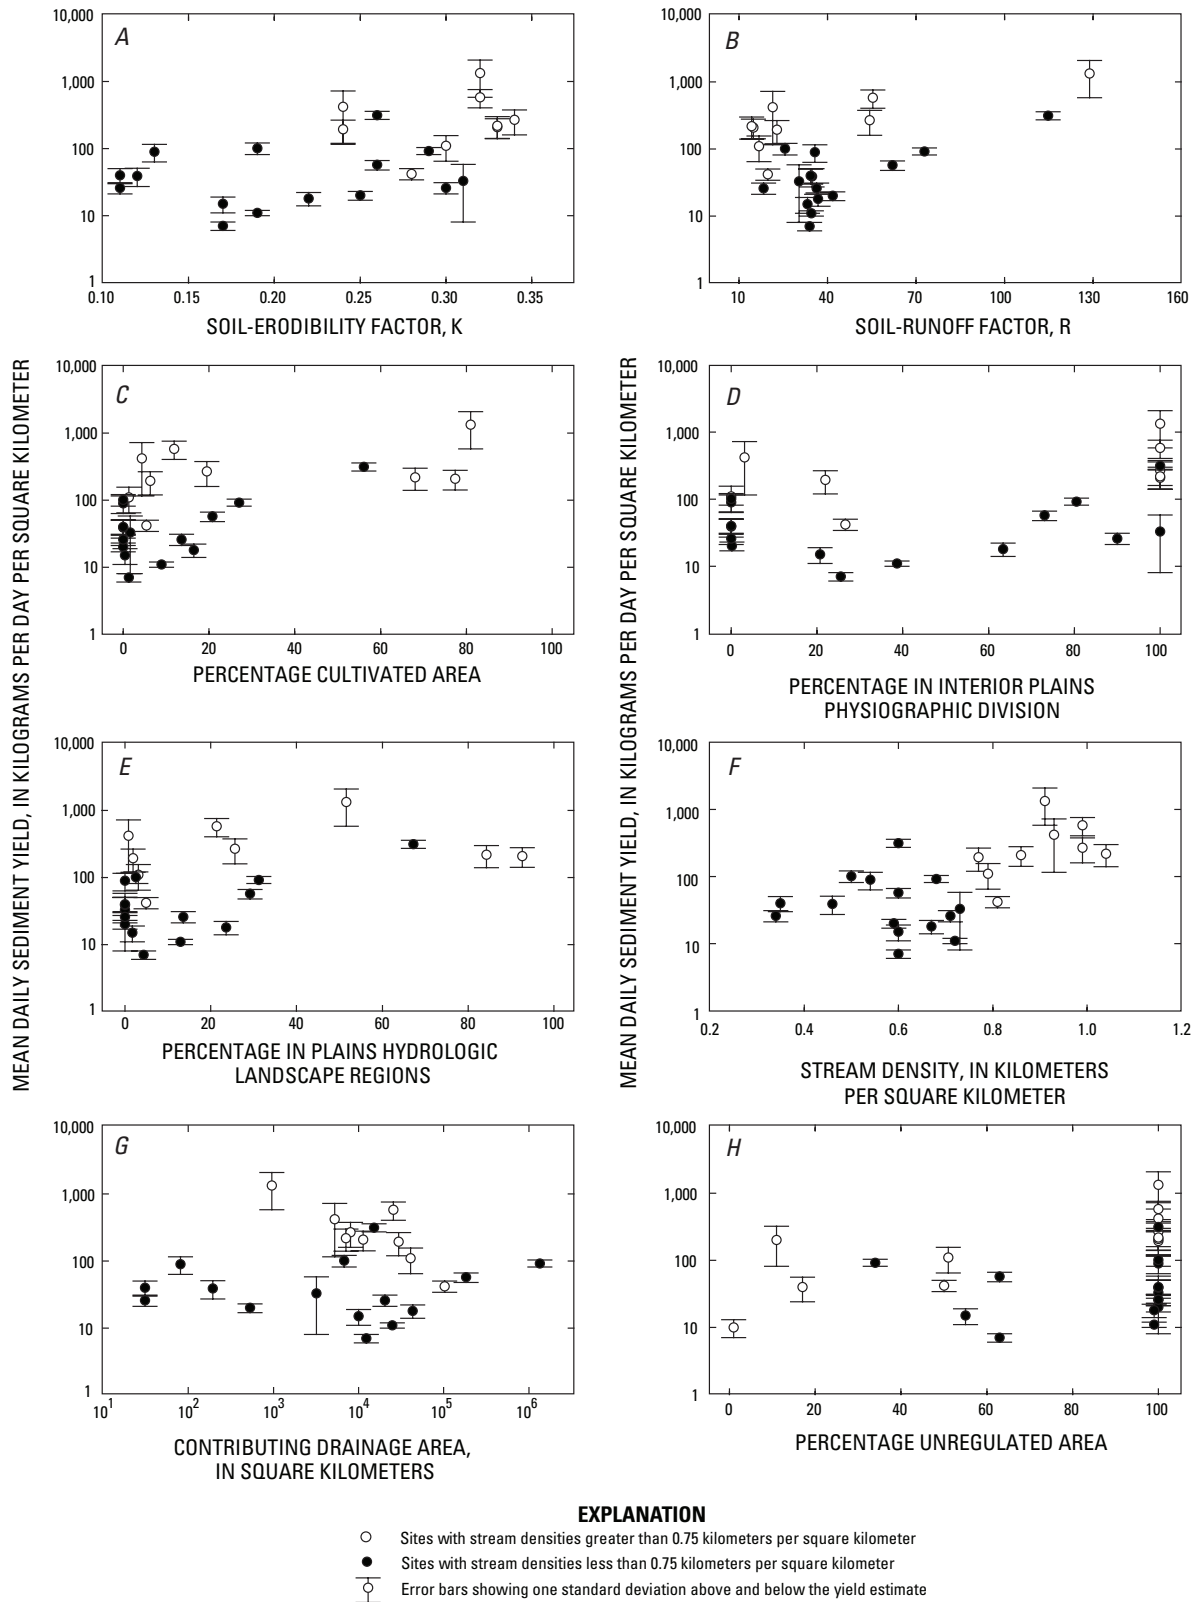 10,000
1,000
100
10
1
A
0.10 0.15 0.20 0.25 0.30 0.35
SOIL-ERODIBILITY FACTOR, K
10,000
1,000
100
10
1
B
10 40 70 100 130 160
SOIL-RUNOFF FACTOR, R
MEAN DAILY SEDIMENT YIELD, IN KILOGRAMS PER DAY PER SQUARE KILOMETER
10,000
1,000
100
10
1
C
0 20 40 60 80 100
PERCENTAGE CULTIVATED AREA
MEAN DAILY SEDIMENT YIELD, IN KILOGRAMS PER DAY PER SQUARE KILOMETER
10,000
1,000
100
10
1
D
0 20 40 60 80 100
PERCENTAGE IN INTERIOR PLAINS
PHYSIOGRAPHIC DIVISION
10,000
1,000
100
10
1
E
0 20 40 60 80 100
PERCENTAGE IN PLAINS HYDROLOGIC
LANDSCAPE REGIONS
10,000
1,000
100
10
1
F
0.2 0.4 0.6 0.8 1.0 1.2
STREAM DENSITY, IN KILOMETERS
PER SQUARE KILOMETER
10,000
1,000
100
10
1
G
10¹ 10² 10³ 10⁴ 10⁵ 10⁶
CONTRIBUTING DRAINAGE AREA,
IN SQUARE KILOMETERS
10,000
1,000
100
10
1
H
0 20 40 60 80 100
PERCENTAGE UNREGULATED AREA
EXPLANATION
Sites with stream densities greater than 0.75 kilometers per square kilometer
Sites with stream densities less than 0.75 kilometers per square kilometer
Error bars showing one standard deviation above and below the yield estimate